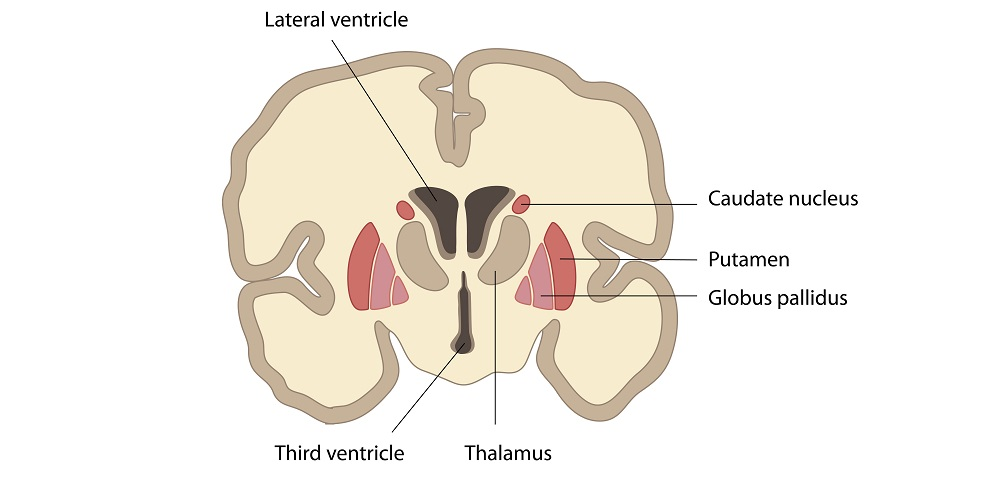 Lateral ventricle
Caudate nucleus
Putamen
Globus pallidus
Third ventricle
Thalamus